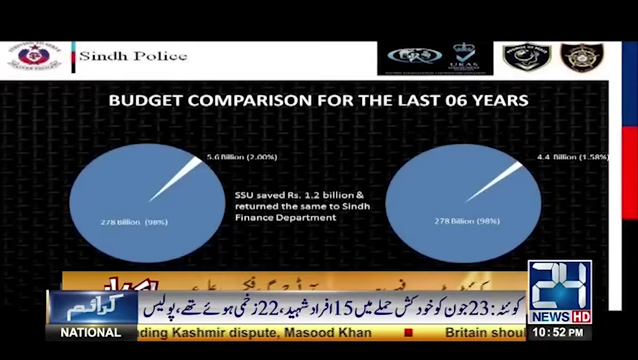 Sindh Police
UKAS
BUDGET COMPARISON FOR THE LAST 06 YEARS
5.6 Billion (2.00%)
278 Billion (98%)
SSU saved Rs. 1.2 billion &
returned the same to Sindh
Finance Department
4.4 Billion (1.58%)
278 Billion (98%)
کرائم
کوئٹہ: 23 جون کو خودکش حملے میں 15 افراد شہید، 22 زخمی ہوئے تھے، پولیس
24
NEWS HD
NATIONAL
nding Kashmir dispute, Masood Khan
Britain shou
10:52 PM